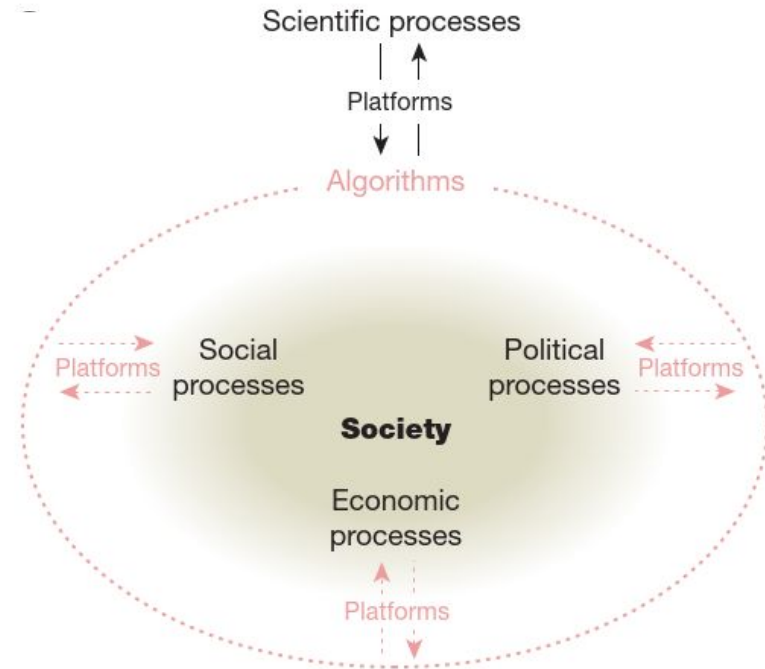 Scientific processes
Platforms
Algorithms
Social
processes
Political
processes
Platforms
Platforms
Society
Economic
processes
Platforms